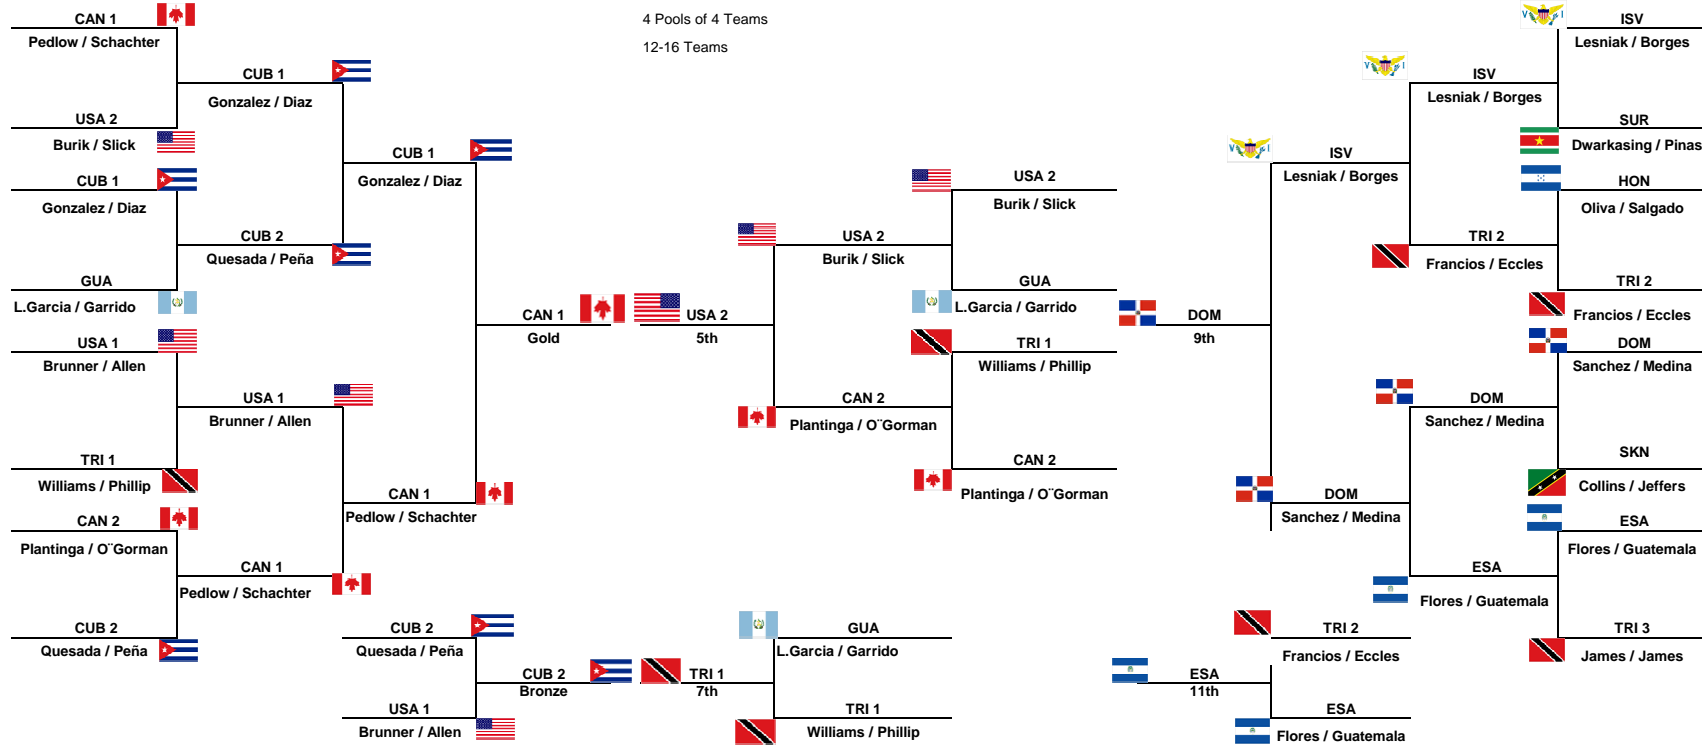 4 Pools of 4 Teams
12-16 Teams
CAN 1
Pedlow / Schachter
USA 2
Burik / Slick
CUB 1
Gonzalez / Diaz
GUA
L.Garcia / Garrido
USA 1
Brunner / Allen
TRI 1
Williams / Phillip
CAN 2
Plantinga / O¨Gorman
CUB 2
Quesada / Peña
CUB 1
Gonzalez / Diaz
CUB 2
Quesada / Peña
USA 1
Brunner / Allen
CAN 1
Pedlow / Schachter
CUB 1
Gonzalez / Diaz
CAN 1
Pedlow / Schachter
CUB 2
Quesada / Peña
USA 1
Brunner / Allen
CAN 1
Gold
CUB 2
Bronze
USA 2
5th
TRI 1
7th
USA 2
Burik / Slick
CAN 2
Plantinga / O¨Gorman
GUA
L.Garcia / Garrido
TRI 1
Williams / Phillip
USA 2
Burik / Slick
GUA
L.Garcia / Garrido
TRI 1
Williams / Phillip
CAN 2
Plantinga / O¨Gorman
DOM
9th
ESA
11th
V I
ISV
Lesniak / Borges
DOM
Sanchez / Medina
TRI 2
Francios / Eccles
ESA
Flores / Guatemala
V I
ISV
Lesniak / Borges
TRI 2
Francios / Eccles
DOM
Sanchez / Medina
ESA
Flores / Guatemala
V I
ISV
Lesniak / Borges
SUR
Dwarkasing / Pinas
HON
Oliva / Salgado
TRI 2
Francios / Eccles
DOM
Sanchez / Medina
SKN
Collins / Jeffers
ESA
Flores / Guatemala
TRI 3
James / James